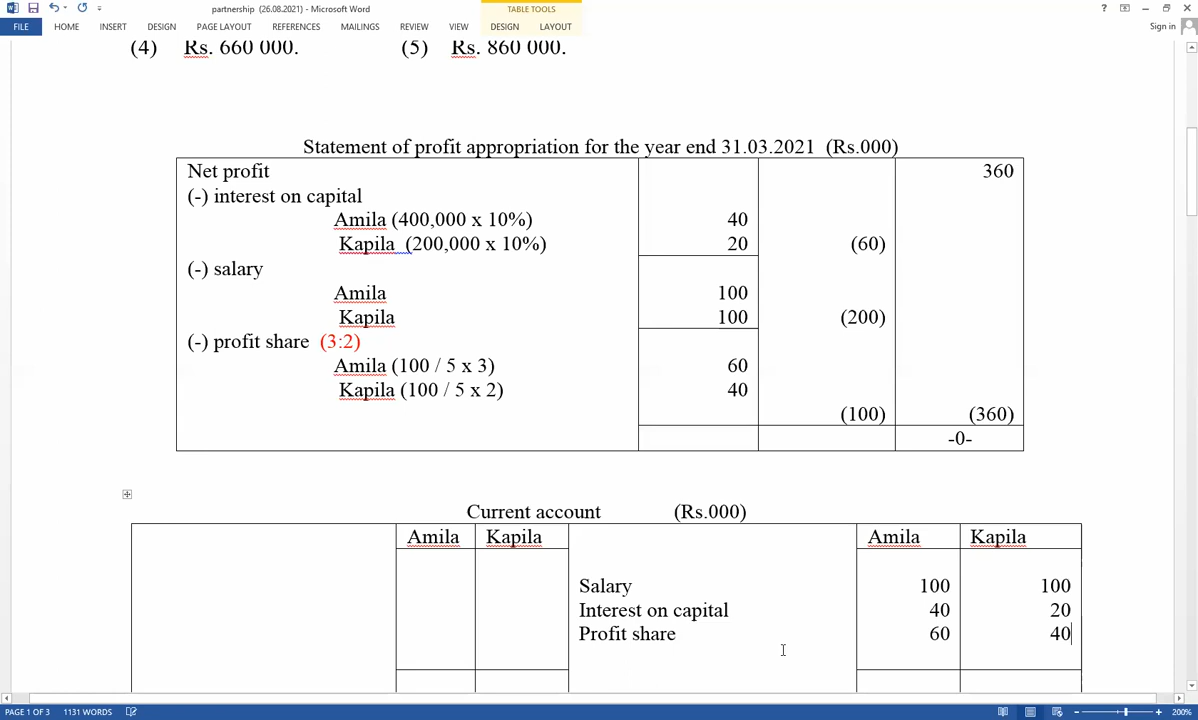 partnership (26.08.2021) - Microsoft Word
TABLE TOOLS
FILE HOME INSERT DESIGN PAGE LAYOUT REFERENCES MAILINGS REVIEW VIEW DESIGN LAYOUT
Sign in
(4) Rs. 660 000. (5) Rs. 860 000.
Statement of profit appropriation for the year end 31.03.2021 (Rs.000)
Net profit 360
(-) interest on capital
Amila (400,000 x 10%) 40
Kapila (200,000 x 10%) 20 (60)
(-) salary
Amila 100
Kapila 100 (200)
(-) profit share (3:2)
Amila (100 / 5 x 3) 60
Kapila (100 / 5 x 2) 40
(100) (360)
-0-
Current account (Rs.000)
Amila Kapila Amila Kapila
Salary 100 100
Interest on capital 40 20
Profit share 60 40
PAGE 1 OF 3 1131 WORDS 200%